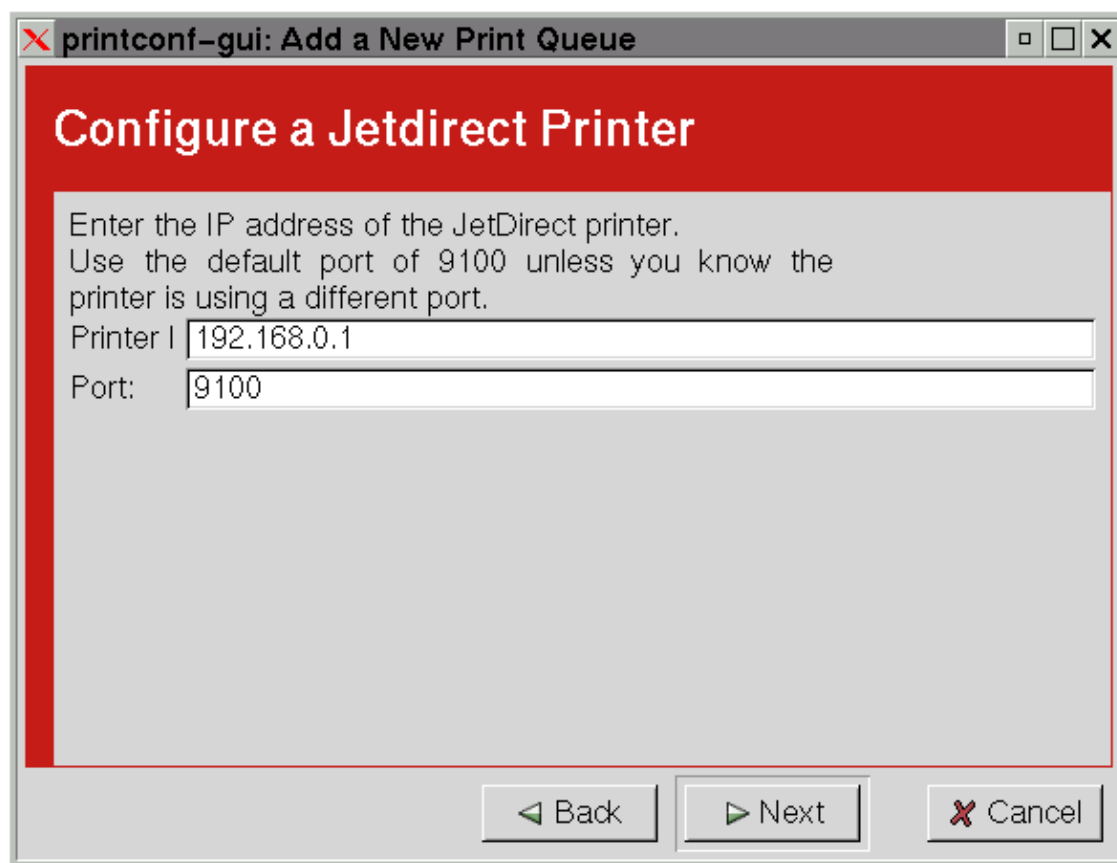 printconf-gui: Add a New Print Queue
Configure a Jetdirect Printer
Enter the IP address of the JetDirect printer.
Use the default port of 9100 unless you know the
printer is using a different port.
Printer I 192.168.0.1
Port: 9100
Back Next Cancel